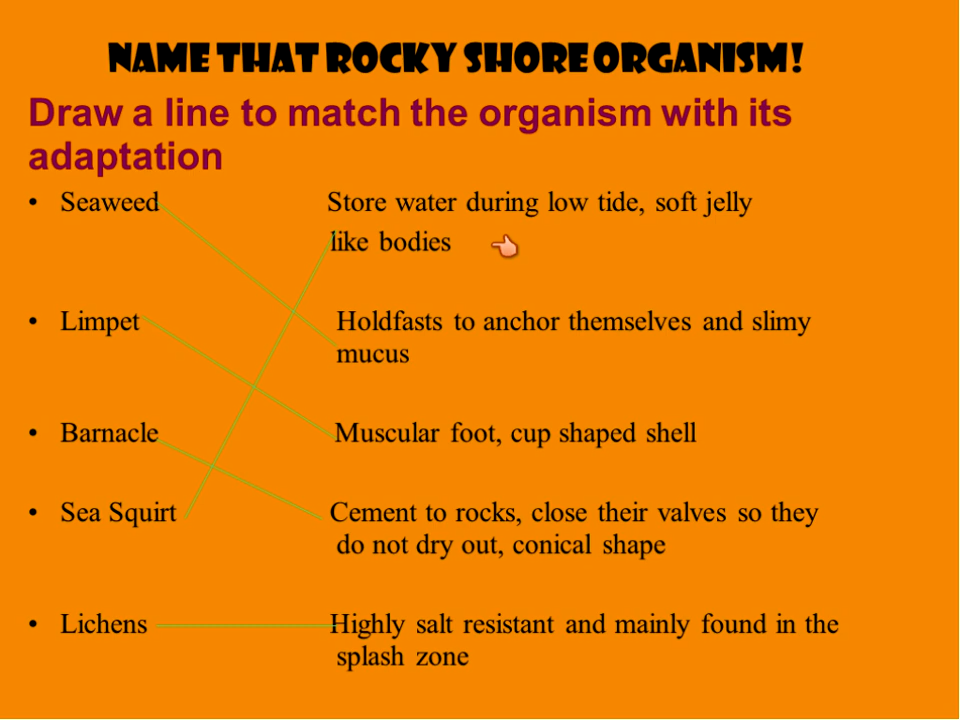 NAME THAT ROCKY SHORE ORGANISM!
Draw a line to match the organism with its
adaptation
• Seaweed Store water during low tide, soft jelly
like bodies
• Limpet Holdfasts to anchor themselves and slimy
mucus
• Barnacle Muscular foot, cup shaped shell
• Sea Squirt Cement to rocks, close their valves so they
do not dry out, conical shape
• Lichens Highly salt resistant and mainly found in the
splash zone